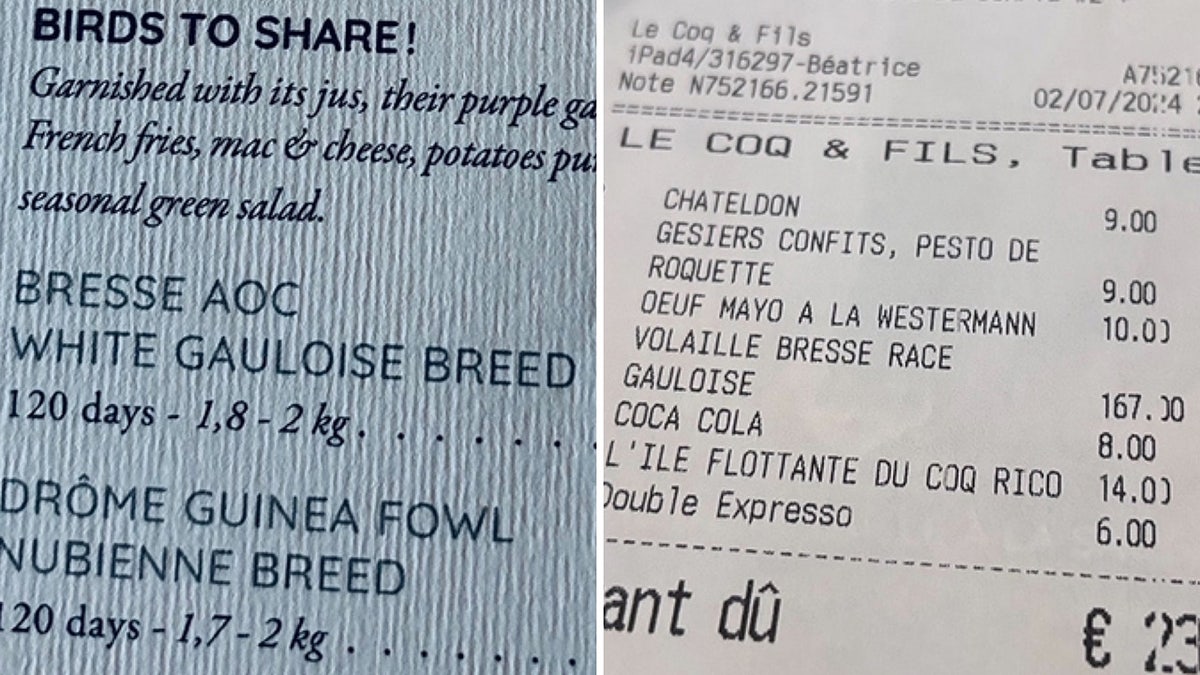 BIRDS TO SHARE!
Garnished with its jus, their purple
French fries, mac & cheese, potatoes
seasonal green salad.
BRESSE AOC
WHITE GAULOISE BREED
120 days - 1,8 - 2 kg . . . . . . .
DRÔME GUINEA FOWL
NUBIENNE BREED
120 days - 1,7 - 2 kg . . . . . . .
Le Coq & Fils
iPad4/316297-Béatrice
Note N752166.21591
02/07/2024
LE COQ & FILS, Table
CHATELDON 9.00
GESIERS CONFITS, PESTO DE
ROQUETTE 9.00
OEUF MAYO A LA WESTERMANN 10.00
VOLAILLE BRESSE RACE
GAULOISE 167.00
COCA COLA 8.00
L'ILE FLOTTANTE DU COQ RICO 14.00
Double Expresso 6.00
ant dû € 23